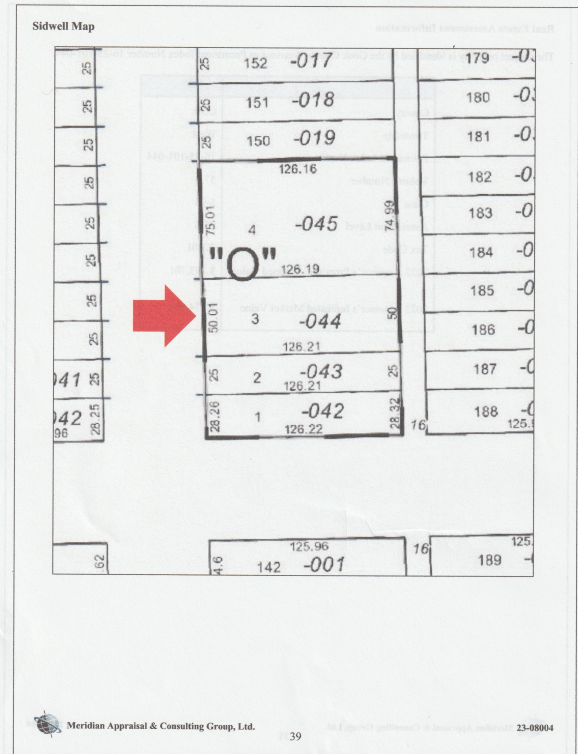 Sidwell Map
25 25 152 -017 179
25 25 151 -018 180
25 25 150 -019 181
25 126.16 182
75.01 4 -045 74.99 183
25 "O" 184
25 126.19 185
25 50.01 3 -044 50 186
126.21
041 25 25 2 -043 25 187
126.21
042 28.25 28.26 1 -042 28.32 16 188
96 126.22 125.
125.96 16 125.
62 4.6 142 -001 189
Meridian Appraisal & Consulting Group, Ltd. 23-08004
39